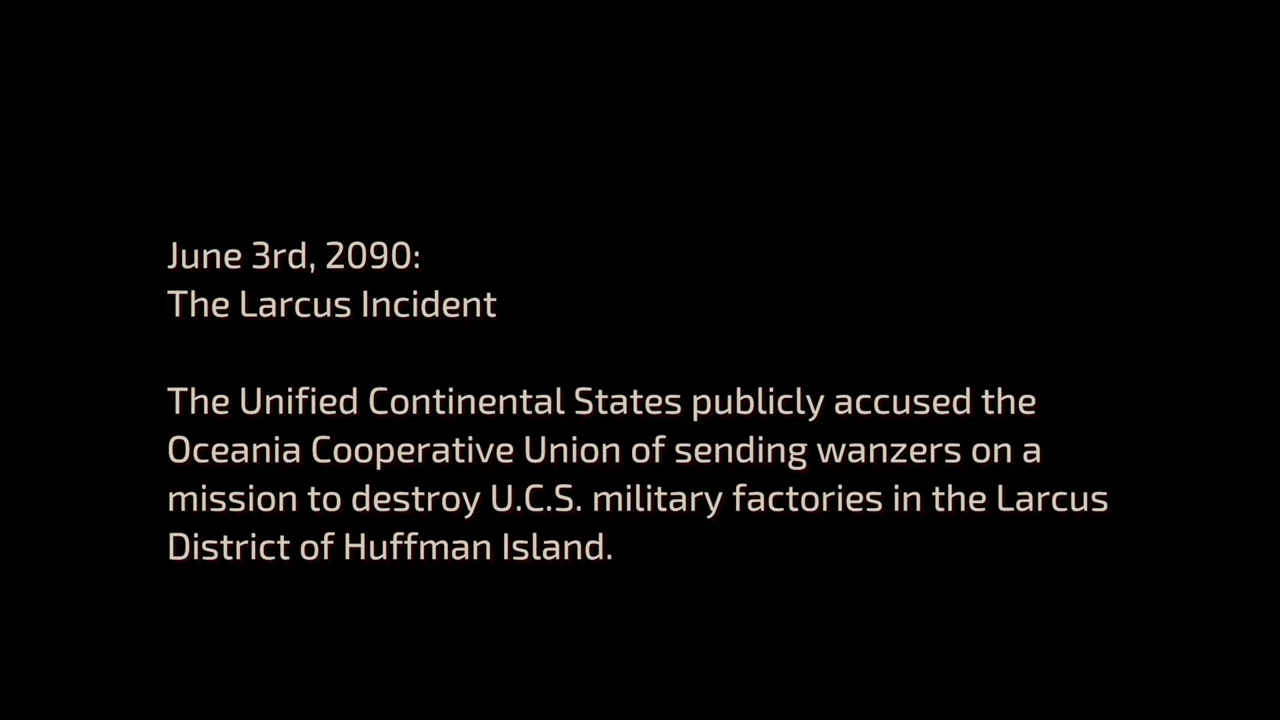 June 3rd, 2090:
The Larcus Incident
The Unified Continental States publicly accused the
Oceania Cooperative Union of sending wanzers on a
mission to destroy U.C.S. military factories in the Larcus
District of Huffman Island.